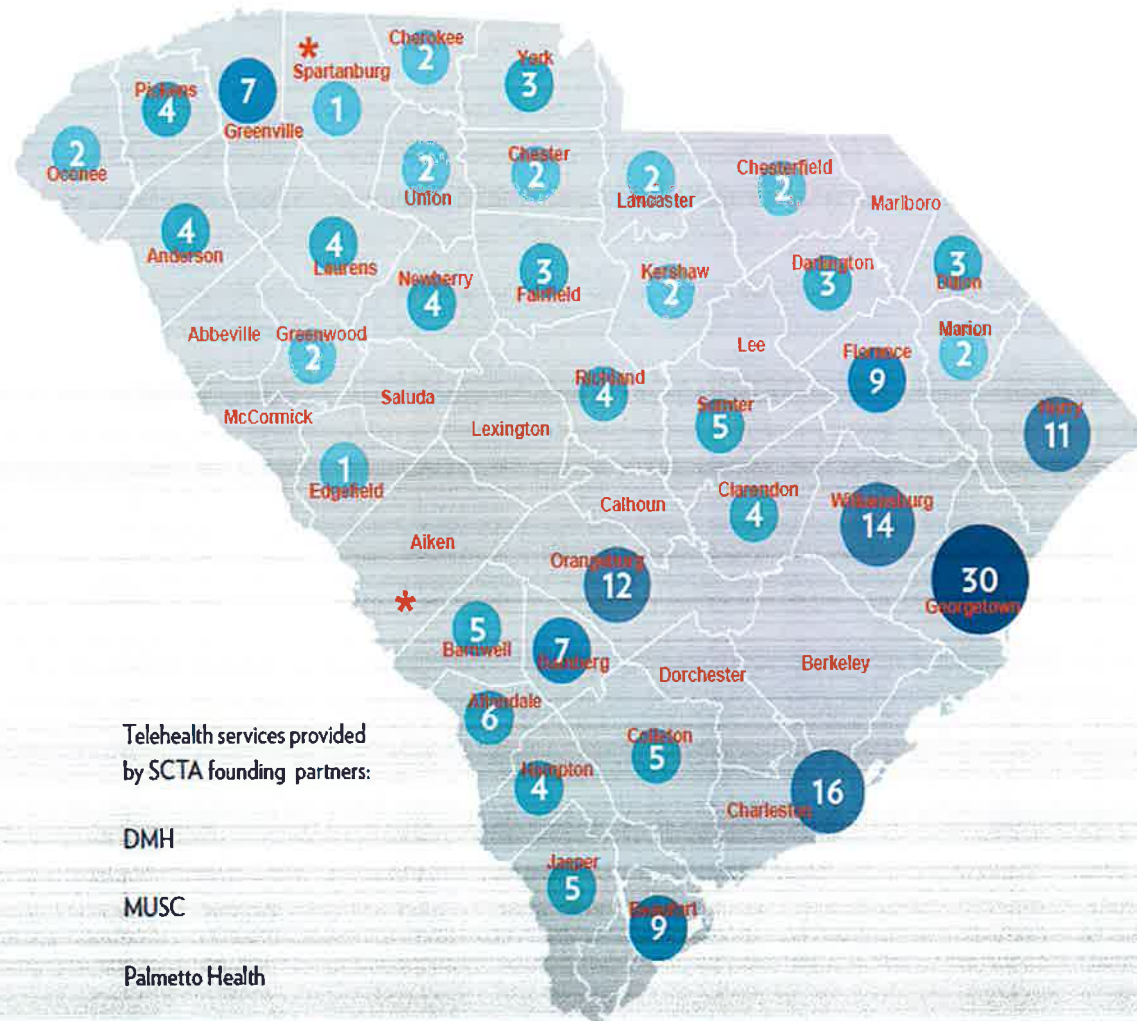 *
Cherokee
2
York
3
Spartanburg
1
Pickens
4
7
Greenville
2
Oconee
2
Union
Chester
2
2
Lancaster
Chesterfield
2
Marlboro
4
Anderson
4
Laurens
Newberry
4
3
Fairfield
Kershaw
2
Darlington
3
3
Dillon
Abbeville
Greenwood
2
Lee
Florence
9
Marion
2
McCormick
Saluda
Lexington
Richland
4
Sumter
5
Horry
11
1
Edgefield
Calhoun
Clarendon
4
Williamsburg
14
Aiken
*
Orangeburg
12
30
Georgetown
5
Barnwell
7
Bamberg
Dorchester
Berkeley
Allendale
6
Colleton
5
Hampton
4
16
Charleston
Jasper
5
Beaufort
9
Telehealth services provided
by SCTA founding partners:
DMH
MUSC
Palmetto Health